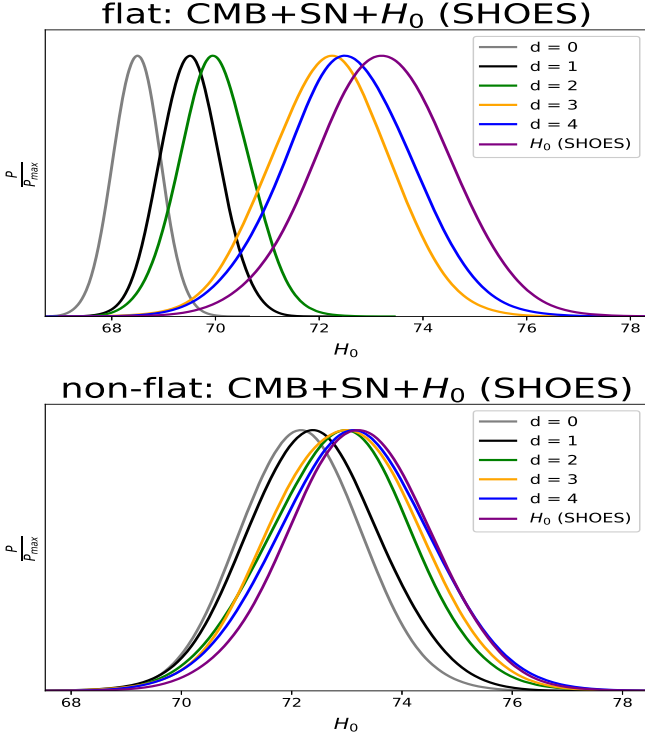 flat: CMB+SN+H₀ (SHOES)
P/Pmax
d = 0
d = 1
d = 2
d = 3
d = 4
H₀ (SHOES)
68 70 72 74 76 78
H₀
non-flat: CMB+SN+H₀ (SHOES)
P/Pmax
d = 0
d = 1
d = 2
d = 3
d = 4
H₀ (SHOES)
68 70 72 74 76 78
H₀